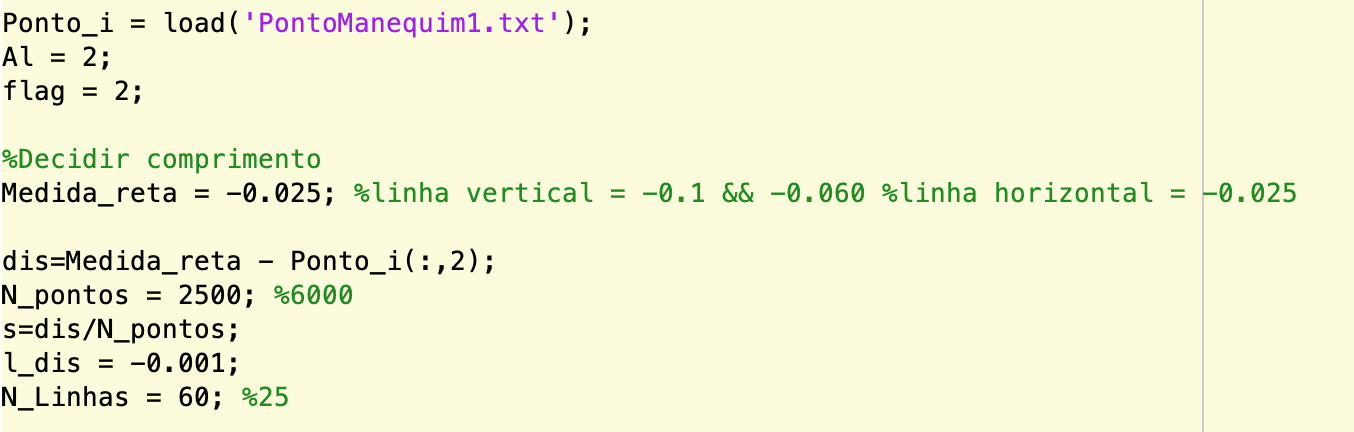 Ponto_i = load('PontoManequim1.txt');
Al = 2;
flag = 2;
%Decidir comprimento
Medida_reta = -0.025; %linha vertical = -0.1 && -0.060 %linha horizontal = -0.025
dis=Medida_reta - Ponto_i(:,2);
N_pontos = 2500; %6000
s=dis/N_pontos;
l_dis = -0.001;
N_Linhas = 60; %25